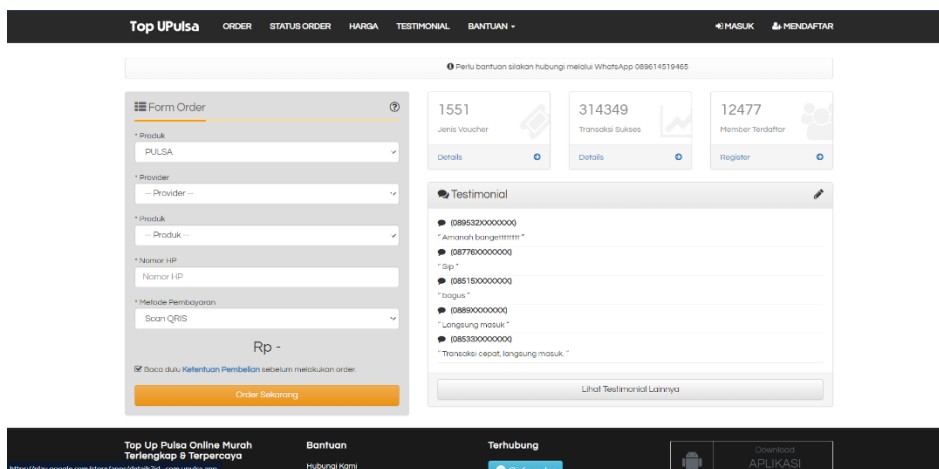 Top UPulsa
ORDER
STATUS ORDER
HARGA
TESTIMONIAL
BANTUAN
MASUK
MENDAFTAR
Perlu bantuan silakan hubungi melalui WhatsApp 089614519465
Form Order
* Produk
PULSA
* Provider
-- Provider --
* Produk
-- Produk --
* Nomor HP
Nomor HP
* Metode Pembayaran
Scan QRIS
Rp -
Baca dulu Ketentuan Pembelian sebelum melakukan order.
Order Sekarang
1551
Jenis Voucher
Details
314349
Transaksi Sukses
Details
12477
Member Terdaftar
Register
Testimonial
(089532XXXXXXX)
" Amanah bangettttttttt "
(08776XXXXXXX)
" Sip "
(08515XXXXXXX)
" bagus "
(0889XXXXXXX)
" Langsung masuk "
(08533XXXXXXX)
" Transaksi cepat, langsung masuk. "
Lihat Testimonial Lainnya
Top Up Pulsa Online Murah
Terlengkap & Terpercaya
Bantuan
Hubungi Kami
Terhubung
Download
APLIKASI